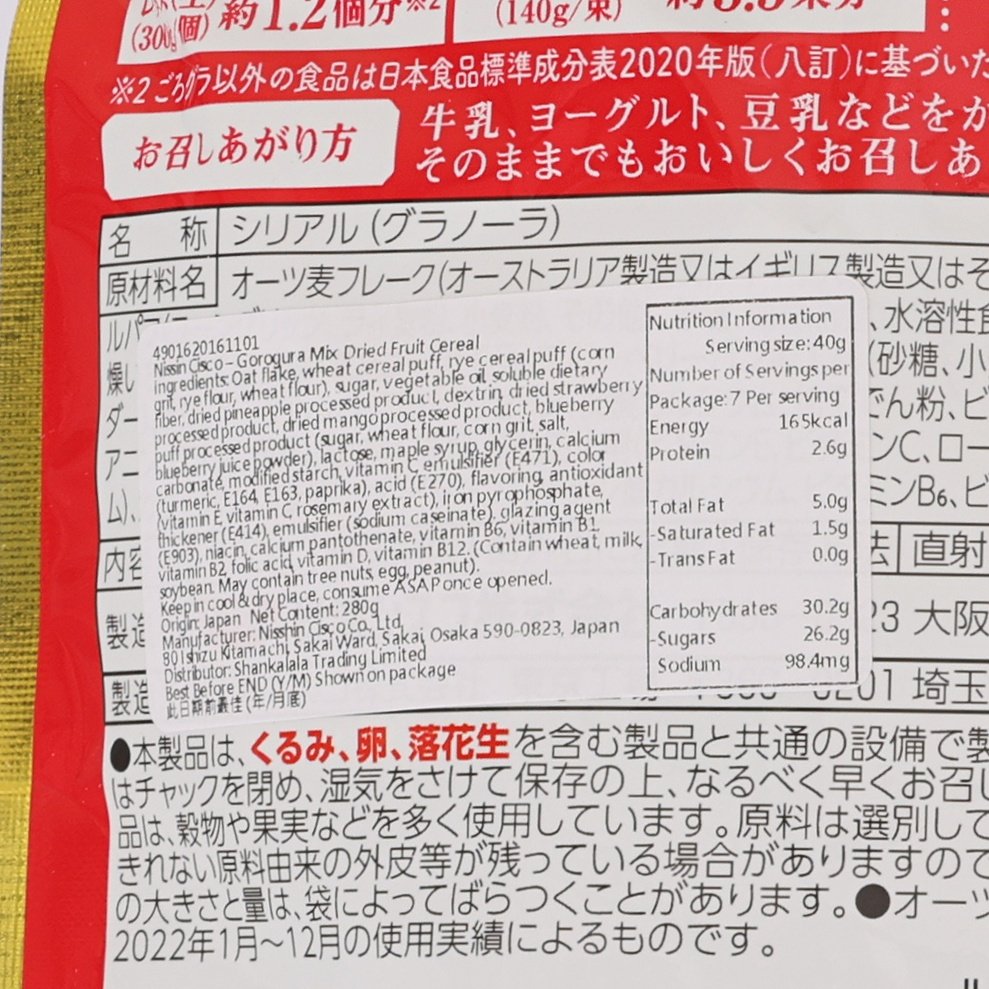 (300g/個) 約1.2個分※2
(140g/束)
※2 ごろグラ以外の食品は日本食品標準成分表2020年版(八訂)に基づいた
お召しあがり方
牛乳、ヨーグルト、豆乳などをか
そのままでもおいしくお召しあ
名 称 シリアル(グラノーラ)
原材料名 オーツ麦フレーク(オーストラリア製造又はイギリス製造又はそ
ルパ
、水溶性食
燥し
(砂糖、小
ダー
でん粉、ビ
アニ
ンC、ロー
ム)、
ミンB6、ビ
内容
法 直射
製造
23 大阪
製造
0201 埼玉
4901620161101
Nissin Cisco – Gorogura Mix Dried Fruit Cereal
ingredients: Oat flake, wheat cereal puff, rye cereal puff (corn
grit, rye flour, wheat flour), sugar, vegetable oil, soluble dietary
fiber, dried pineapple processed product, dextrin, dried strawberry
processed product, dried mango processed product, blueberry
puff processed product (sugar, wheat flour, corn grit, salt,
blueberry juice powder), lactose, maple syrup, glycerin, calcium
carbonate, modified starch, vitamin C, emulsifier (E471), color
(turmeric, E164, E163, paprika), acid (E270), flavoring, antioxidant
(vitamin E, vitamin C, rosemary extract), iron pyrophosphate,
thickener (E414), emulsifier (sodium caseinate), glazing agent
(E903), niacin, calcium pantothenate, vitamin B6, vitamin B1,
vitamin B2, folic acid, vitamin D, vitamin B12. (Contain wheat, milk,
soybean. May contain tree nuts, egg, peanut).
Keep in cool & dry place, consume ASAP once opened.
Origin: Japan Net Content: 280g
Manufacturer: Nisshin Cisco Co., Ltd.
80 Ishizu Kitamachi, Sakai Ward, Sakai, Osaka 590-0823, Japan
Distributor: Shankalala Trading Limited
Best Before END (Y/M) Shown on package
此日期前最佳 (年/月底)
Nutrition Information
Serving size: 40g
Number of Servings per
Package: 7 Per serving
Energy 165kcal
Protein 2.6g
Total Fat 5.0g
-Saturated Fat 1.5g
-Trans Fat 0.0g
Carbohydrates 30.2g
-Sugars 26.2g
Sodium 98.4mg
●本製品は、くるみ、卵、落花生を含む製品と共通の設備で製
はチャックを閉め、湿気をさけて保存の上、なるべく早くお召し
品は、穀物や果実などを多く使用しています。原料は選別して
きれない原料由来の外皮等が残っている場合がありますので
の大きさと量は、袋によってばらつくことがあります。●オーツ
2022年1月〜12月の使用実績によるものです。